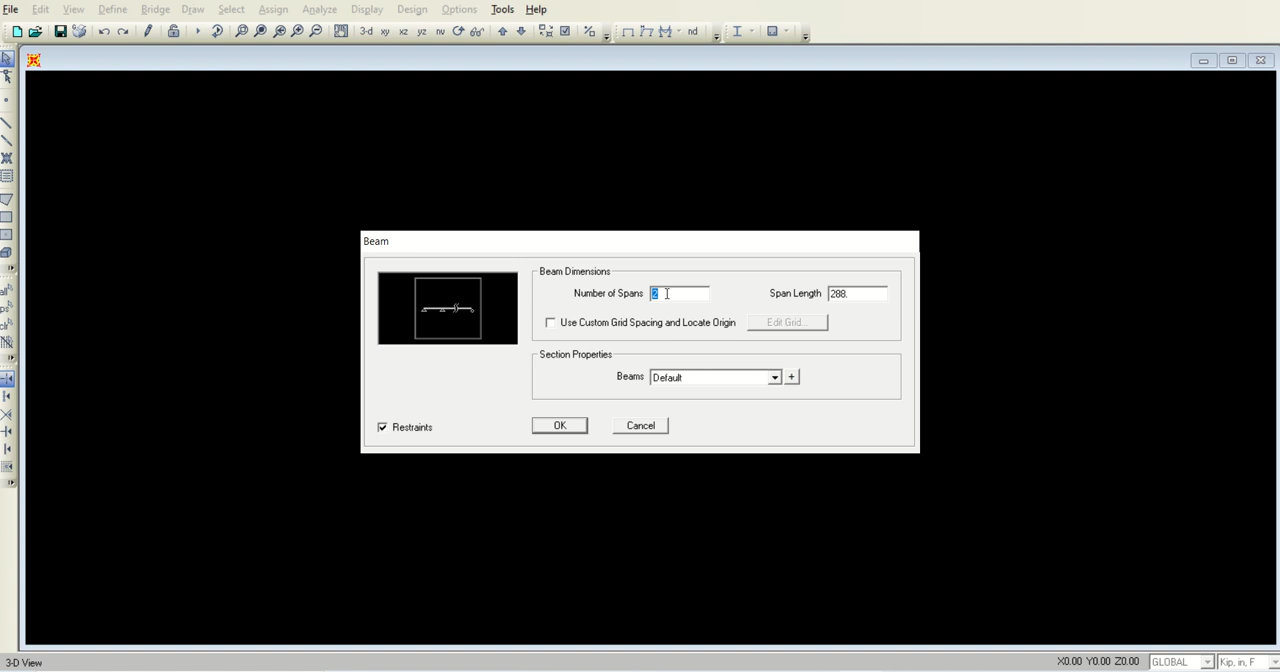 File Edit View Define Bridge Draw Select Assign Analyze Display Design Options Tools Help
3-d xy xz yz nv nd
Beam
Beam Dimensions
Number of Spans 2 Span Length 288.
Use Custom Grid Spacing and Locate Origin Edit Grid...
Section Properties
Beams Default +
Restraints OK Cancel
all
ps
clr
3-D View X0.00 Y0.00 Z0.00 GLOBAL Kip, in, F